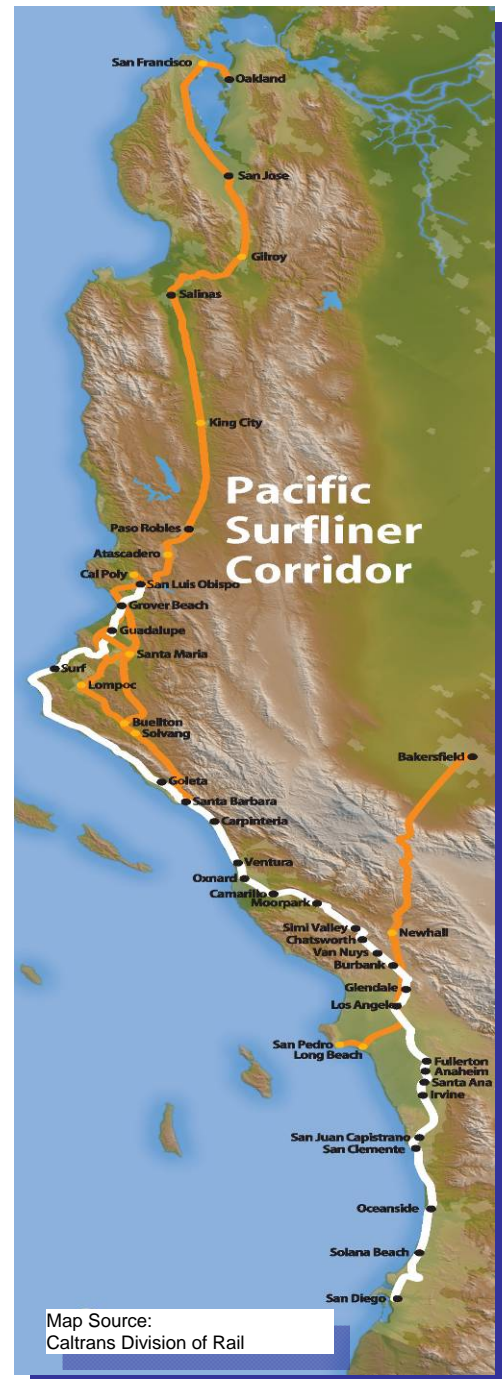 San Francisco
Oakland
San Jose
Gilroy
Salinas
King City
Pacific
Surfliner
Corridor
Paso Robles
Atascadero
Cal Poly
San Luis Obispo
Grover Beach
Guadalupe
Santa Maria
Surf
Lompoc
Buellton
Solvang
Bakersfield
Goleta
Santa Barbara
Carpinteria
Ventura
Oxnard
Camarillo
Moorpark
Simi Valley
Newhall
Chatsworth
Van Nuys
Burbank
Glendale
Los Angele
San Pedro
Long Beach
Fullerton
Anaheim
Santa Ana
Irvine
San Juan Capistrano
San Clemente
Oceanside
Solana Beach
San Diego
Map Source:
Caltrans Division of Rail